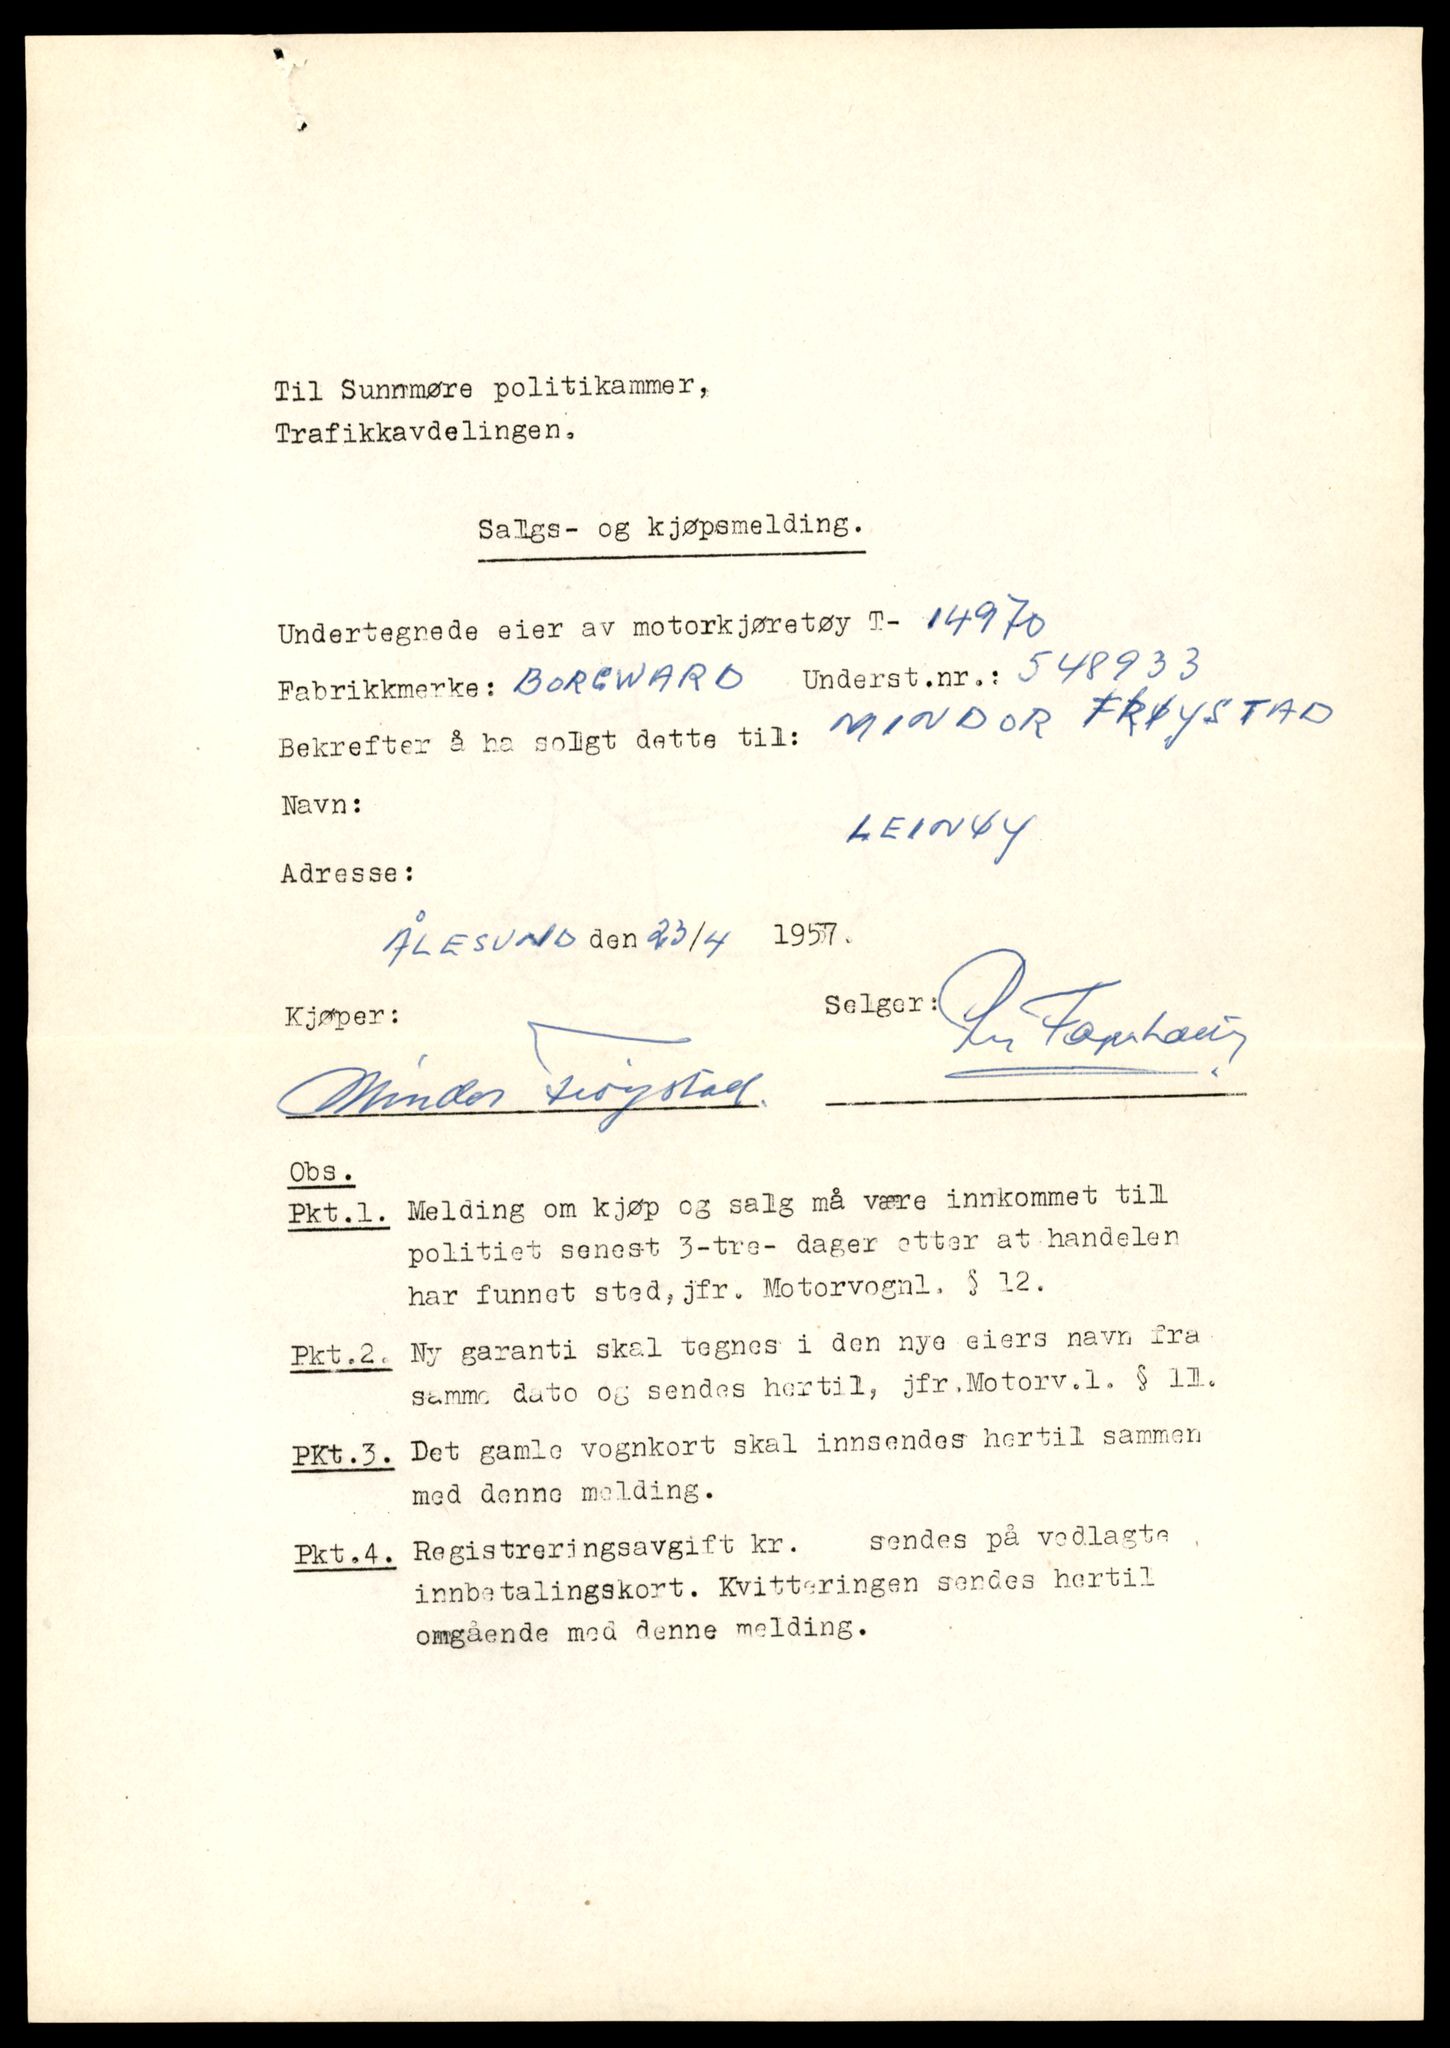 Til Sunnmøre politikammer,
Trafikkavdelingen.
Salgs- og kjøpsmelding.
Undertegnede eier av motorkjøretøy T- 14970
Fabrikkmerke: BORGWARD Underst.nr.: 548933
Bekrefter å ha solgt dette til: MINDOR FRØYSTAD
Navn:
LEINØY
Adresse:
ÅLESUND den 23/4 1957.
Kjøper: Selger:
Mindor Frøystad.
Obs.
Pkt.1. Melding om kjøp og salg må være innkommet till
politiet senest 3-tre- dager etter at handelen
har funnet sted, jfr. Motorvognl. § 12.
Pkt.2. Ny garanti skal tegnes i den nye eiers navn fra
samme dato og sendes hertil, jfr.Motorv.l. § 11.
PKt.3. Det gamle vognkort skal innsendes hertil sammen
med denne melding.
Pkt.4. Registreringsavgift kr. sendes på vedlagte
innbetalingskort. Kvitteringen sendes hertil
omgående med denne melding.